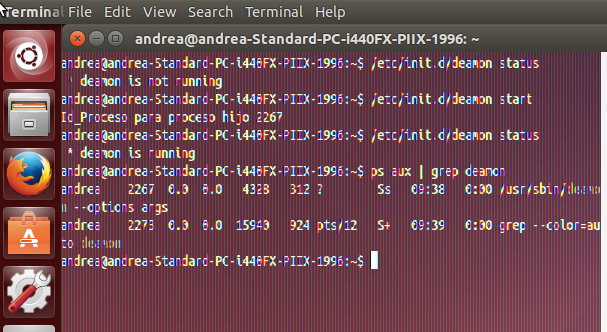 Terminal File Edit View Search Terminal Help
andrea@andrea-Standard-PC-i440FX-PIIX-1996: ~
andrea@andrea-Standard-PC-i440FX-PIIX-1996:~$ /etc/init.d/deamon status
 * deamon is not running
andrea@andrea-Standard-PC-i440FX-PIIX-1996:~$ /etc/init.d/deamon start
Id_Proceso para proceso hijo 2267
andrea@andrea-Standard-PC-i440FX-PIIX-1996:~$ /etc/init.d/deamon status
 * deamon is running
andrea@andrea-Standard-PC-i440FX-PIIX-1996:~$ ps aux | grep deamon
andrea    2267  0.0  0.0   4328   312 ?        Ss   09:38   0:00 /usr/sbin/deamo
n --options args
andrea    2273  0.0  0.0  15940   924 pts/12   S+   09:39   0:00 grep --color=au
to deamon
andrea@andrea-Standard-PC-i440FX-PIIX-1996:~$